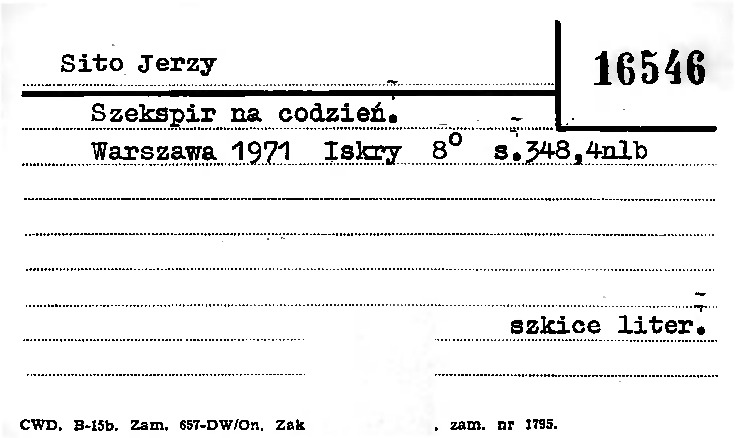 Sito Jerzy
16546
Szekspir na codzień.
Warszawa 1971 Iskry 8° s.348,4nlb
szkice liter.
CWD. B-15b. Zam. 657-DW/On. Zak , zam. nr 1795.